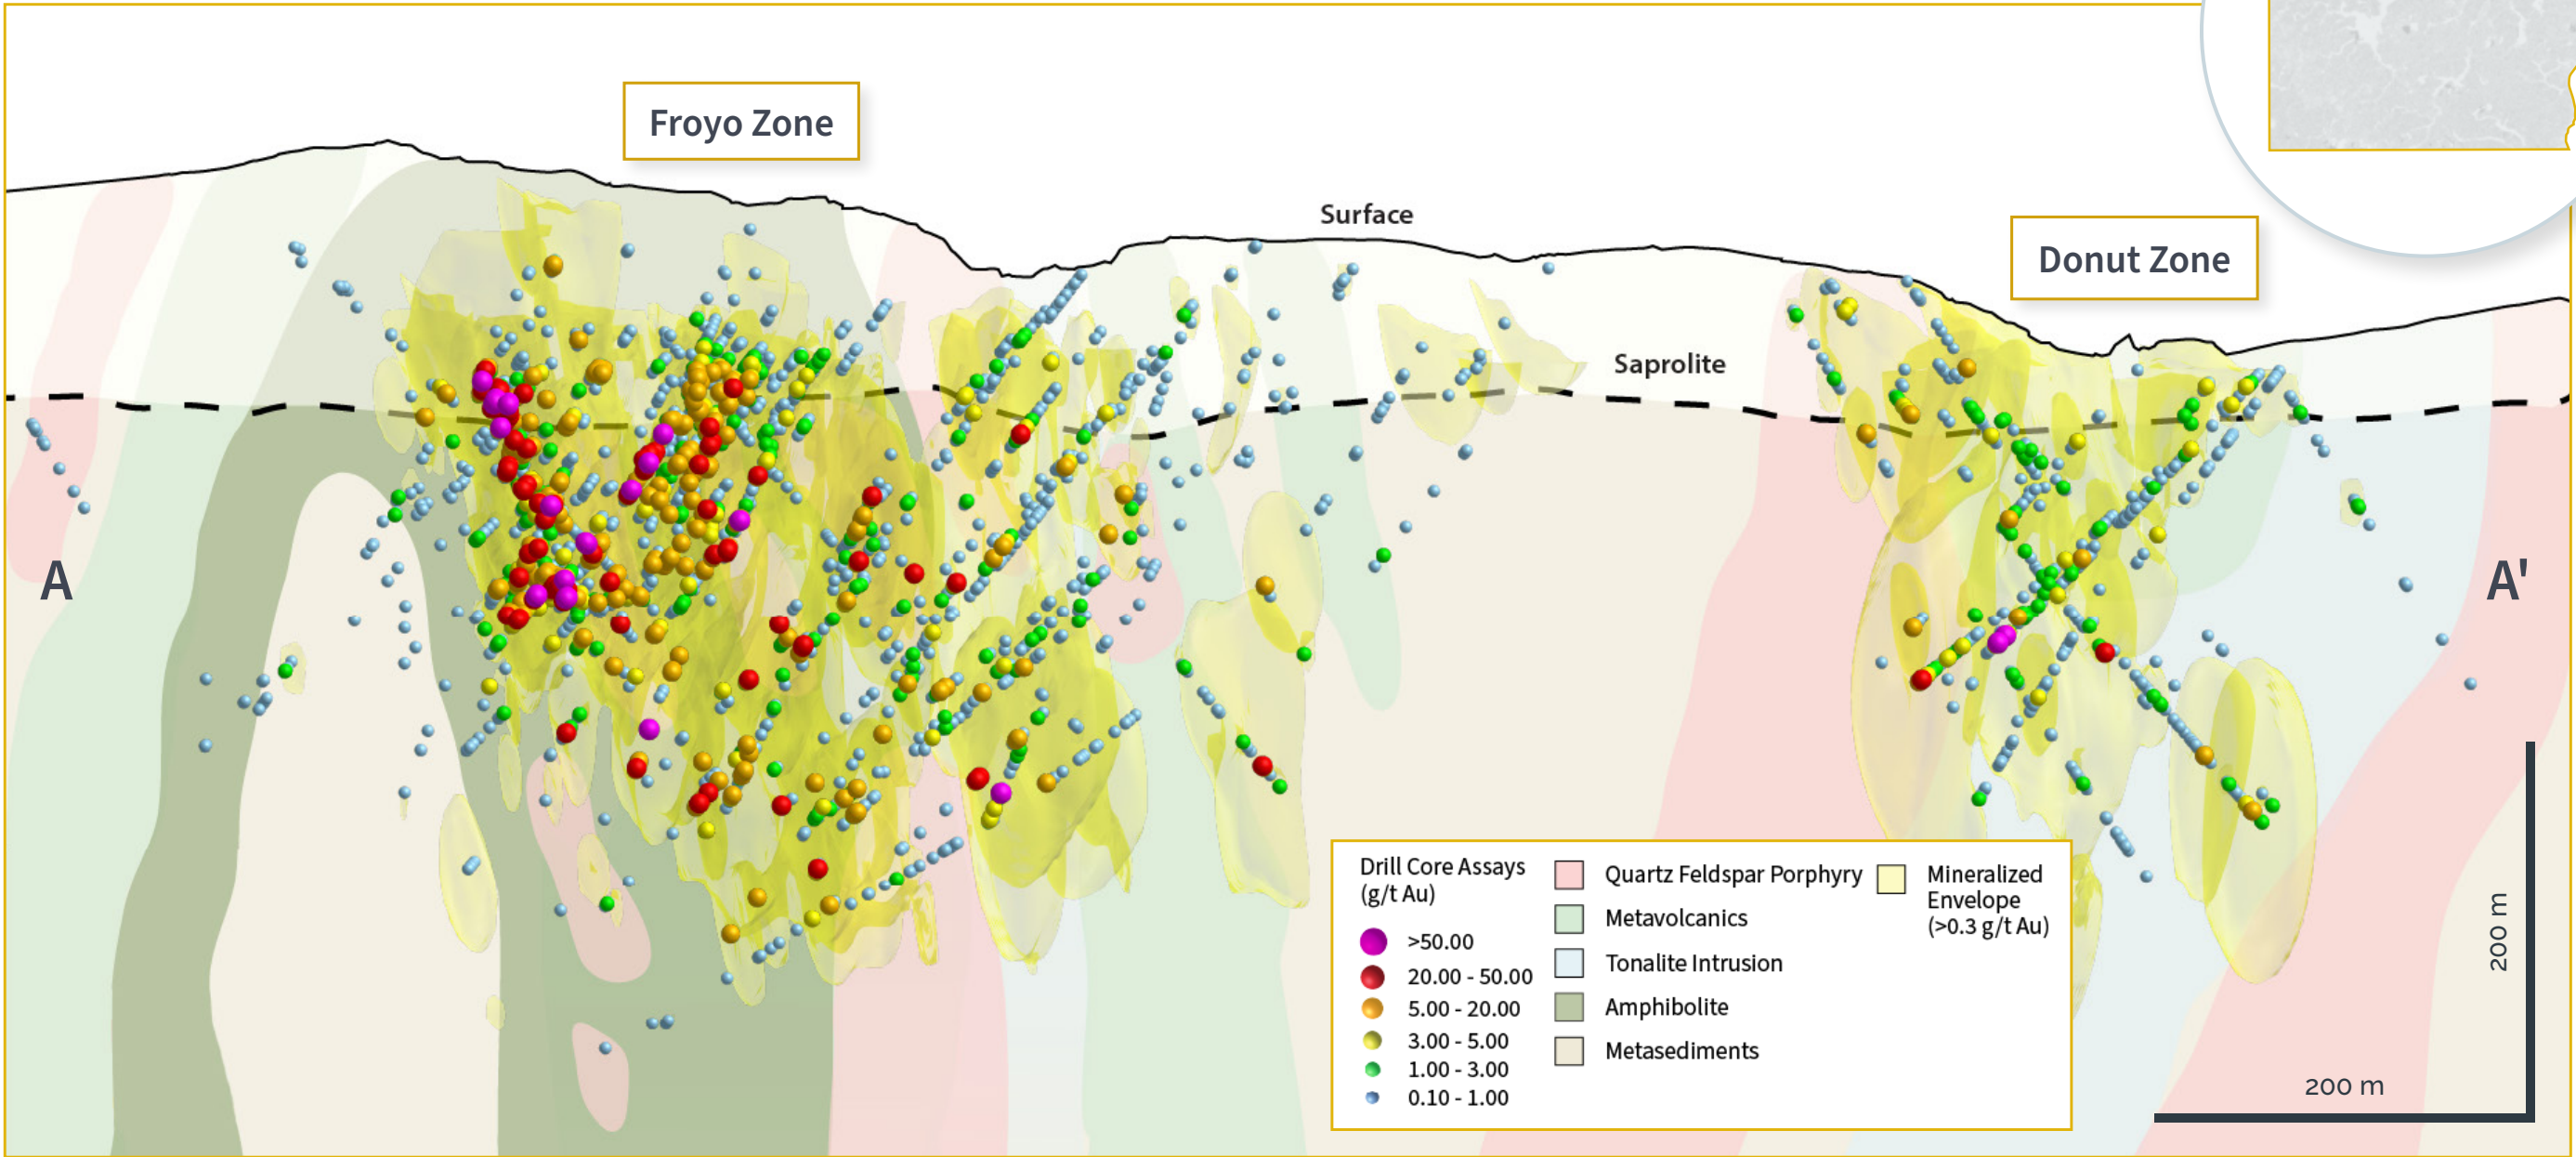 Froyo Zone
Surface
Donut Zone
Saprolite
A
A'
Drill Core Assays
(g/t Au)
>50.00
20.00 - 50.00
5.00 - 20.00
3.00 - 5.00
1.00 - 3.00
0.10 - 1.00
Quartz Feldspar Porphyry
Metavolcanics
Tonalite Intrusion
Amphibolite
Metasediments
Mineralized
Envelope
(>0.3 g/t Au)
200 m
200 m